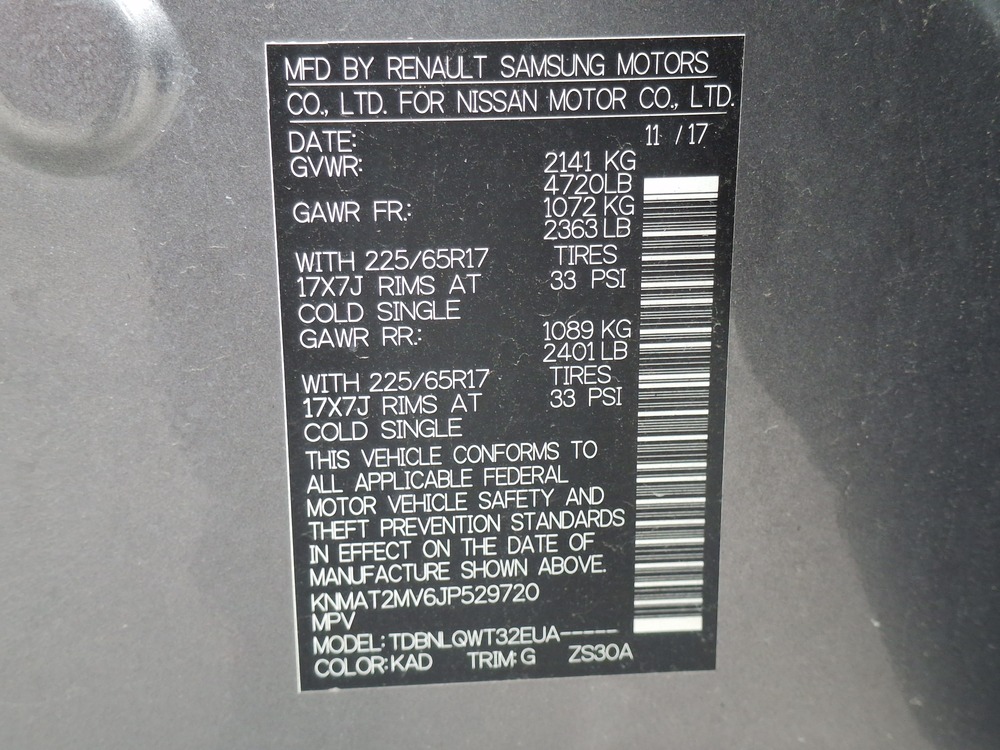 MFD BY RENAULT SAMSUNG MOTORS
CO., LTD. FOR NISSAN MOTOR CO., LTD.
DATE: 11 / 17
GVWR: 2141 KG
4720LB
GAWR FR.: 1072 KG
2363 LB
WITH 225/65R17 TIRES
17X7J RIMS AT 33 PSI
COLD SINGLE
GAWR RR.: 1089 KG
2401 LB
WITH 225/65R17 TIRES
17X7J RIMS AT 33 PSI
COLD SINGLE
THIS VEHICLE CONFORMS TO
ALL APPLICABLE FEDERAL
MOTOR VEHICLE SAFETY AND
THEFT PREVENTION STANDARDS
IN EFFECT ON THE DATE OF
MANUFACTURE SHOWN ABOVE.
KNMAT2MV6JP529720
MPV
MODEL: TDBNLQWT32EUA-----
COLOR: KAD TRIM: G ZS30A